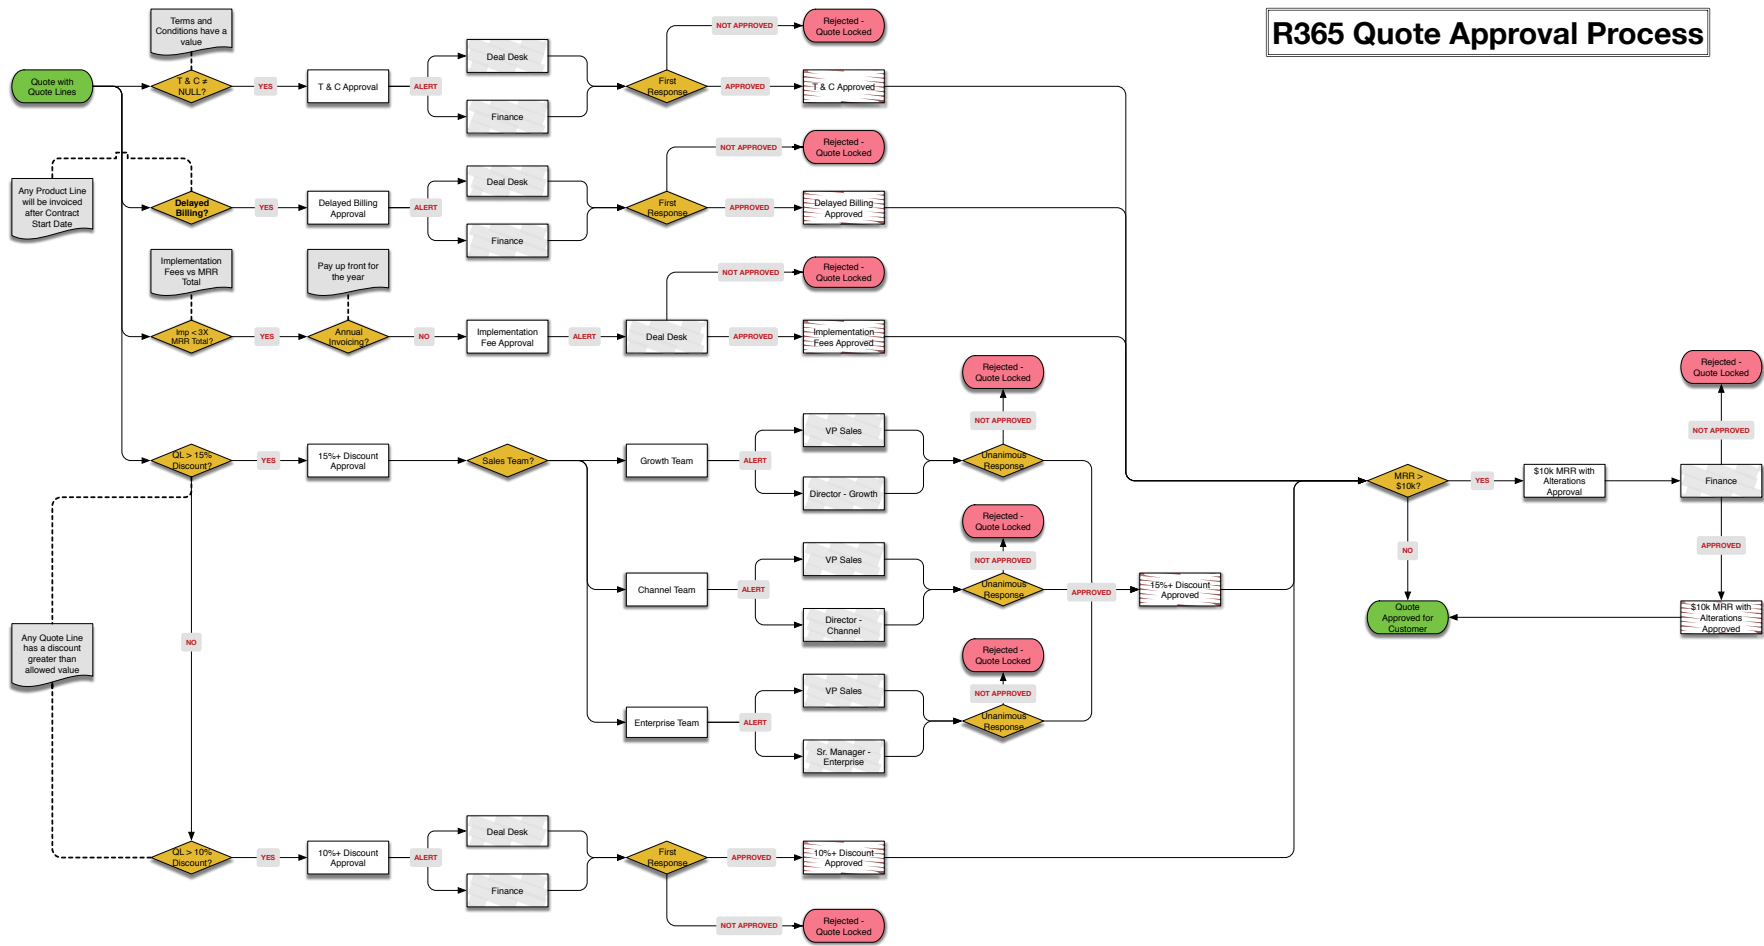 R365 Quote Approval Process
Terms and
Conditions have a
value
Quote with
Quote Lines
T & C ≠
NULL?
YES
T & C Approval
ALERT
Deal Desk
Finance
First
Response
NOT APPROVED
Rejected -
Quote Locked
APPROVED
T & C Approved
Any Product Line
will be invoiced
after Contract
Start Date
Delayed
Billing?
YES
Delayed Billing
Approval
ALERT
Deal Desk
Finance
First
Response
NOT APPROVED
Rejected -
Quote Locked
APPROVED
Delayed Billing
Approved
Implementation
Fees vs MRR
Total
Pay up front for
the year
Imp < 3X
MRR Total?
YES
Annual
Invoicing?
NO
Implementation
Fee Approval
ALERT
Deal Desk
NOT APPROVED
Rejected -
Quote Locked
APPROVED
Implementation
Fees Approved
QL > 15%
Discount?
YES
15%+ Discount
Approval
Sales Team?
Growth Team
ALERT
VP Sales
Director - Growth
Unanimous
Response
NOT APPROVED
Rejected -
Quote Locked
Channel Team
ALERT
VP Sales
Director -
Channel
Unanimous
Response
NOT APPROVED
Rejected -
Quote Locked
Enterprise Team
ALERT
VP Sales
Sr. Manager -
Enterprise
Unanimous
Response
NOT APPROVED
Rejected -
Quote Locked
APPROVED
15%+ Discount
Approved
Any Quote Line
has a discount
greater than
allowed value
NO
QL > 10%
Discount?
YES
10%+ Discount
Approval
ALERT
Deal Desk
Finance
First
Response
APPROVED
10%+ Discount
Approved
NOT APPROVED
Rejected -
Quote Locked
MRR >
$10k?
YES
$10k MRR with
Alterations
Approval
Finance
NOT APPROVED
Rejected -
Quote Locked
APPROVED
$10k MRR with
Alterations
Approved
NO
Quote
Approved for
Customer